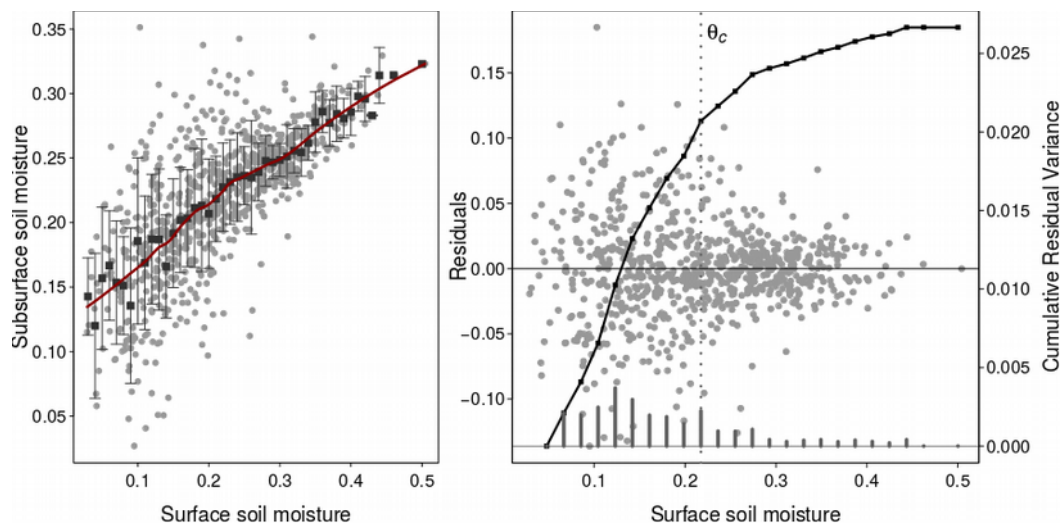 0.35
0.30
0.25
0.20
0.15
0.10
0.05
Subsurface soil moisture
0.1 0.2 0.3 0.4 0.5
Surface soil moisture
θc
0.15
0.10
0.05
0.00
−0.05
−0.10
Residuals
0.025
0.020
0.015
0.010
0.005
0.000
Cumulative Residual Variance
0.1 0.2 0.3 0.4 0.5
Surface soil moisture